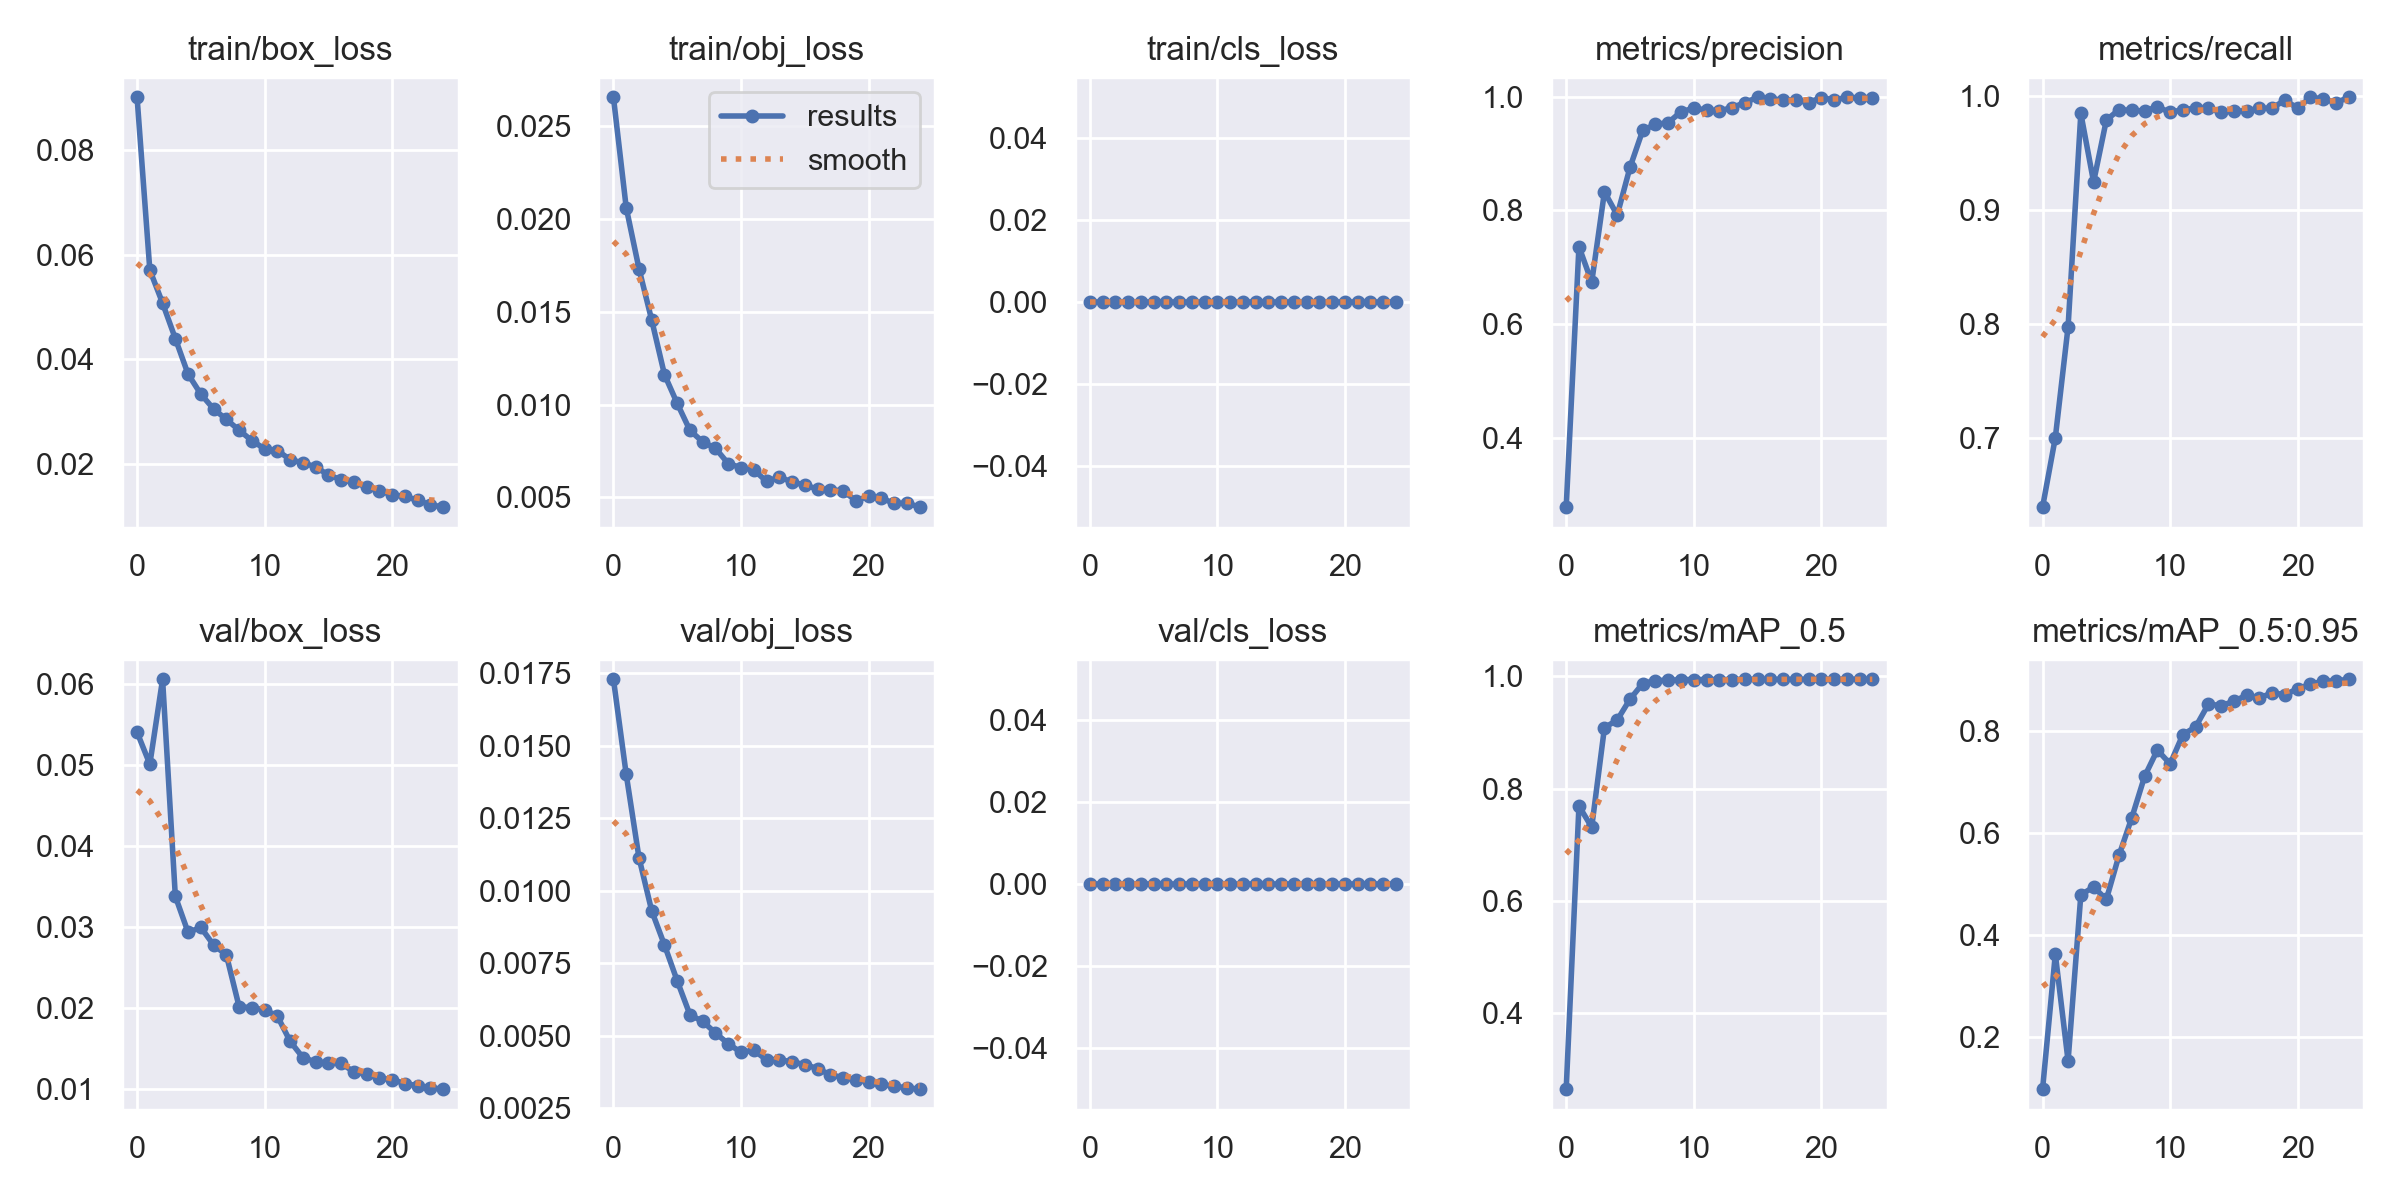 train/box_loss
0.08
0.06
0.04
0.02
0 10 20
train/obj_loss
results
smooth
0.025
0.020
0.015
0.010
0.005
0 10 20
train/cls_loss
0.04
0.02
0.00
−0.02
−0.04
0 10 20
metrics/precision
1.0
0.8
0.6
0.4
0 10 20
metrics/recall
1.0
0.9
0.8
0.7
0 10 20
val/box_loss
0.06
0.05
0.04
0.03
0.02
0.01
0 10 20
val/obj_loss
0.0175
0.0150
0.0125
0.0100
0.0075
0.0050
0.0025
0 10 20
val/cls_loss
0.04
0.02
0.00
−0.02
−0.04
0 10 20
metrics/mAP_0.5
1.0
0.8
0.6
0.4
0 10 20
metrics/mAP_0.5:0.95
0.8
0.6
0.4
0.2
0 10 20